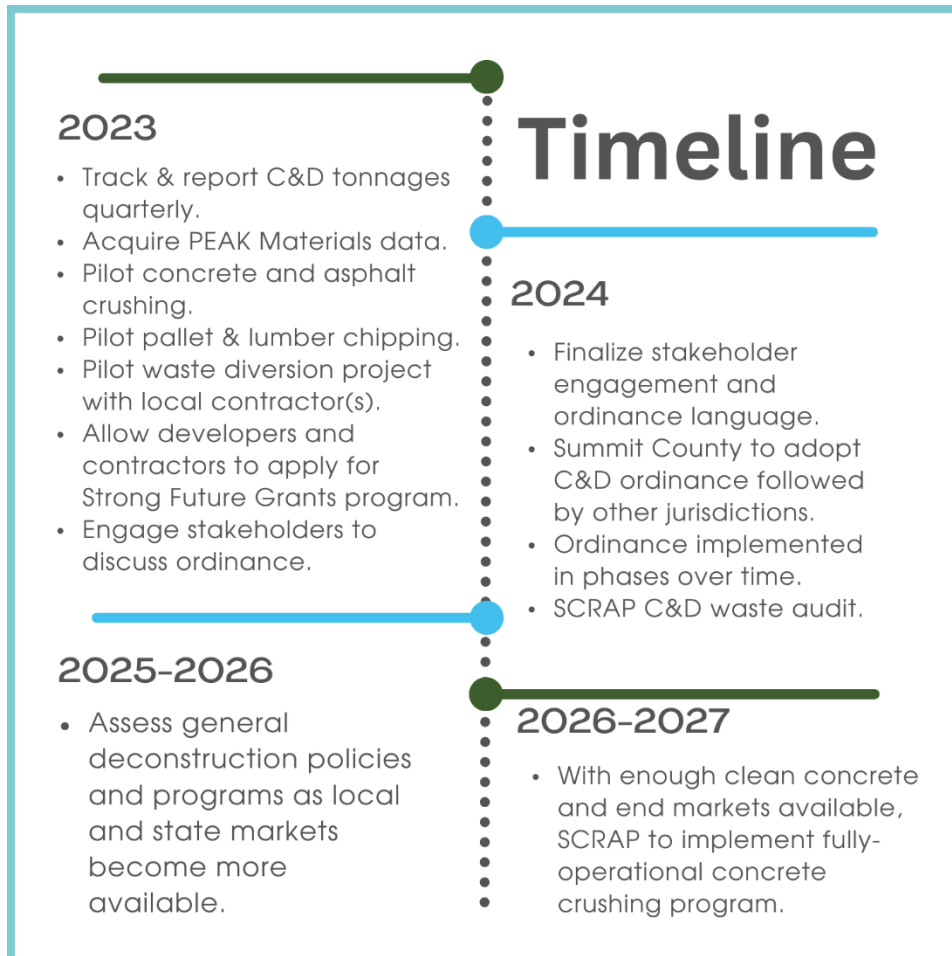 Timeline
2023
• Track & report C&D tonnages
quarterly.
• Acquire PEAK Materials data.
• Pilot concrete and asphalt
crushing.
• Pilot pallet & lumber chipping.
• Pilot waste diversion project
with local contractor(s).
• Allow developers and
contractors to apply for
Strong Future Grants program.
• Engage stakeholders to
discuss ordinance.
2024
• Finalize stakeholder
engagement and
ordinance language.
• Summit County to adopt
C&D ordinance followed
by other jurisdictions.
• Ordinance implemented
in phases over time.
• SCRAP C&D waste audit.
2025-2026
• Assess general
deconstruction policies
and programs as local
and state markets
become more
available.
2026-2027
• With enough clean concrete
and end markets available,
SCRAP to implement fully-
operational concrete
crushing program.